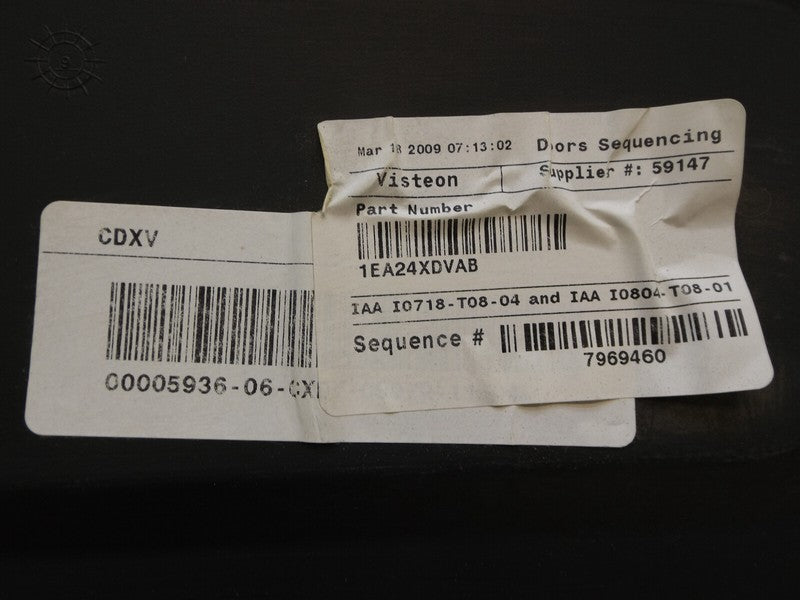 Mar 18 2009 07:13:02 Doors Sequencing
Visteon Supplier #: 59147
Part Number
1EA24XDVAB
IAA I0718-T08-04 and IAA I0804-T08-01
Sequence #
7969460
CDXV
00005936-06-CX